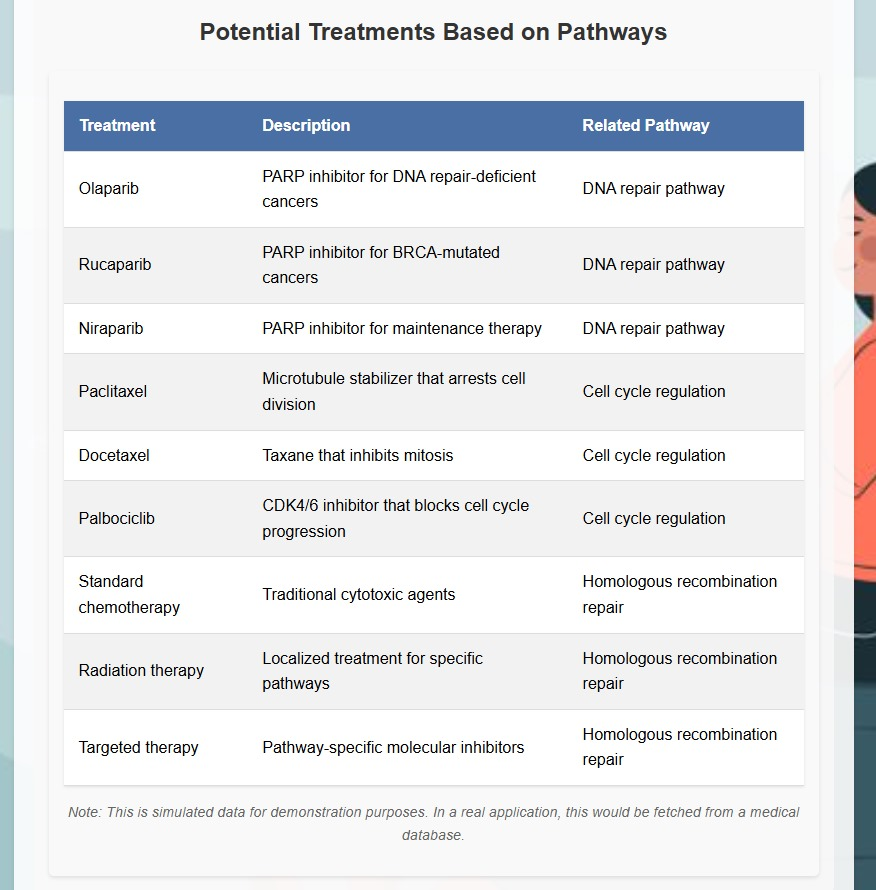 Potential Treatments Based on Pathways
Treatment Description Related Pathway
Olaparib
PARP inhibitor for DNA repair-deficient
cancers
DNA repair pathway
Rucaparib
PARP inhibitor for BRCA-mutated
cancers
DNA repair pathway
Niraparib
PARP inhibitor for maintenance therapy
DNA repair pathway
Paclitaxel
Microtubule stabilizer that arrests cell
division
Cell cycle regulation
Docetaxel
Taxane that inhibits mitosis
Cell cycle regulation
Palbociclib
CDK4/6 inhibitor that blocks cell cycle
progression
Cell cycle regulation
Standard
chemotherapy
Traditional cytotoxic agents
Homologous recombination
repair
Radiation therapy
Localized treatment for specific
pathways
Homologous recombination
repair
Targeted therapy
Pathway-specific molecular inhibitors
Homologous recombination
repair
Note: This is simulated data for demonstration purposes. In a real application, this would be fetched from a medical
database.